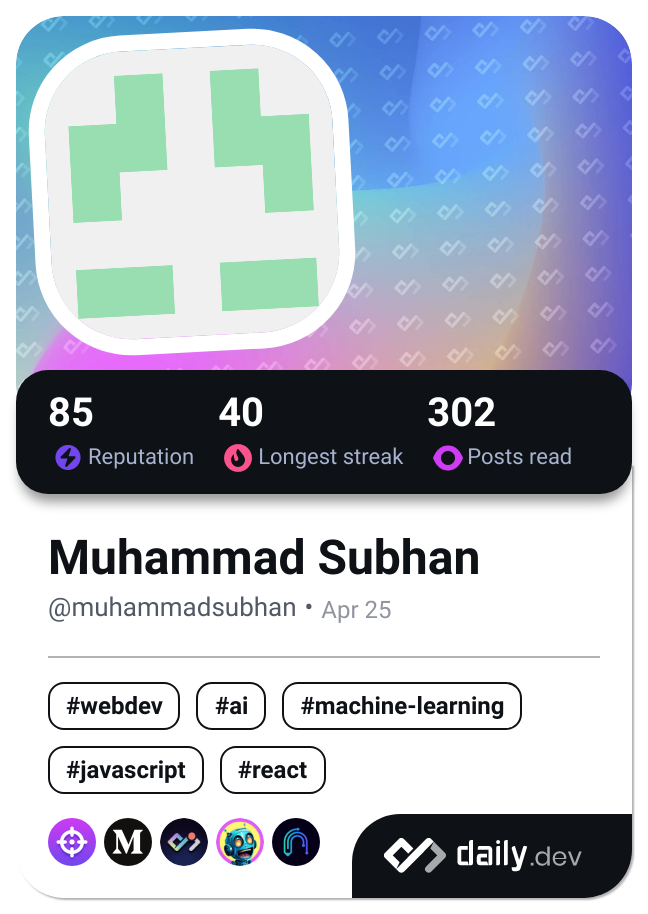 85 40 302
Reputation Longest streak Posts read
Muhammad Subhan
@muhammadsubhan • Apr 25
#webdev #ai #machine-learning
#javascript #react
M
daily.dev